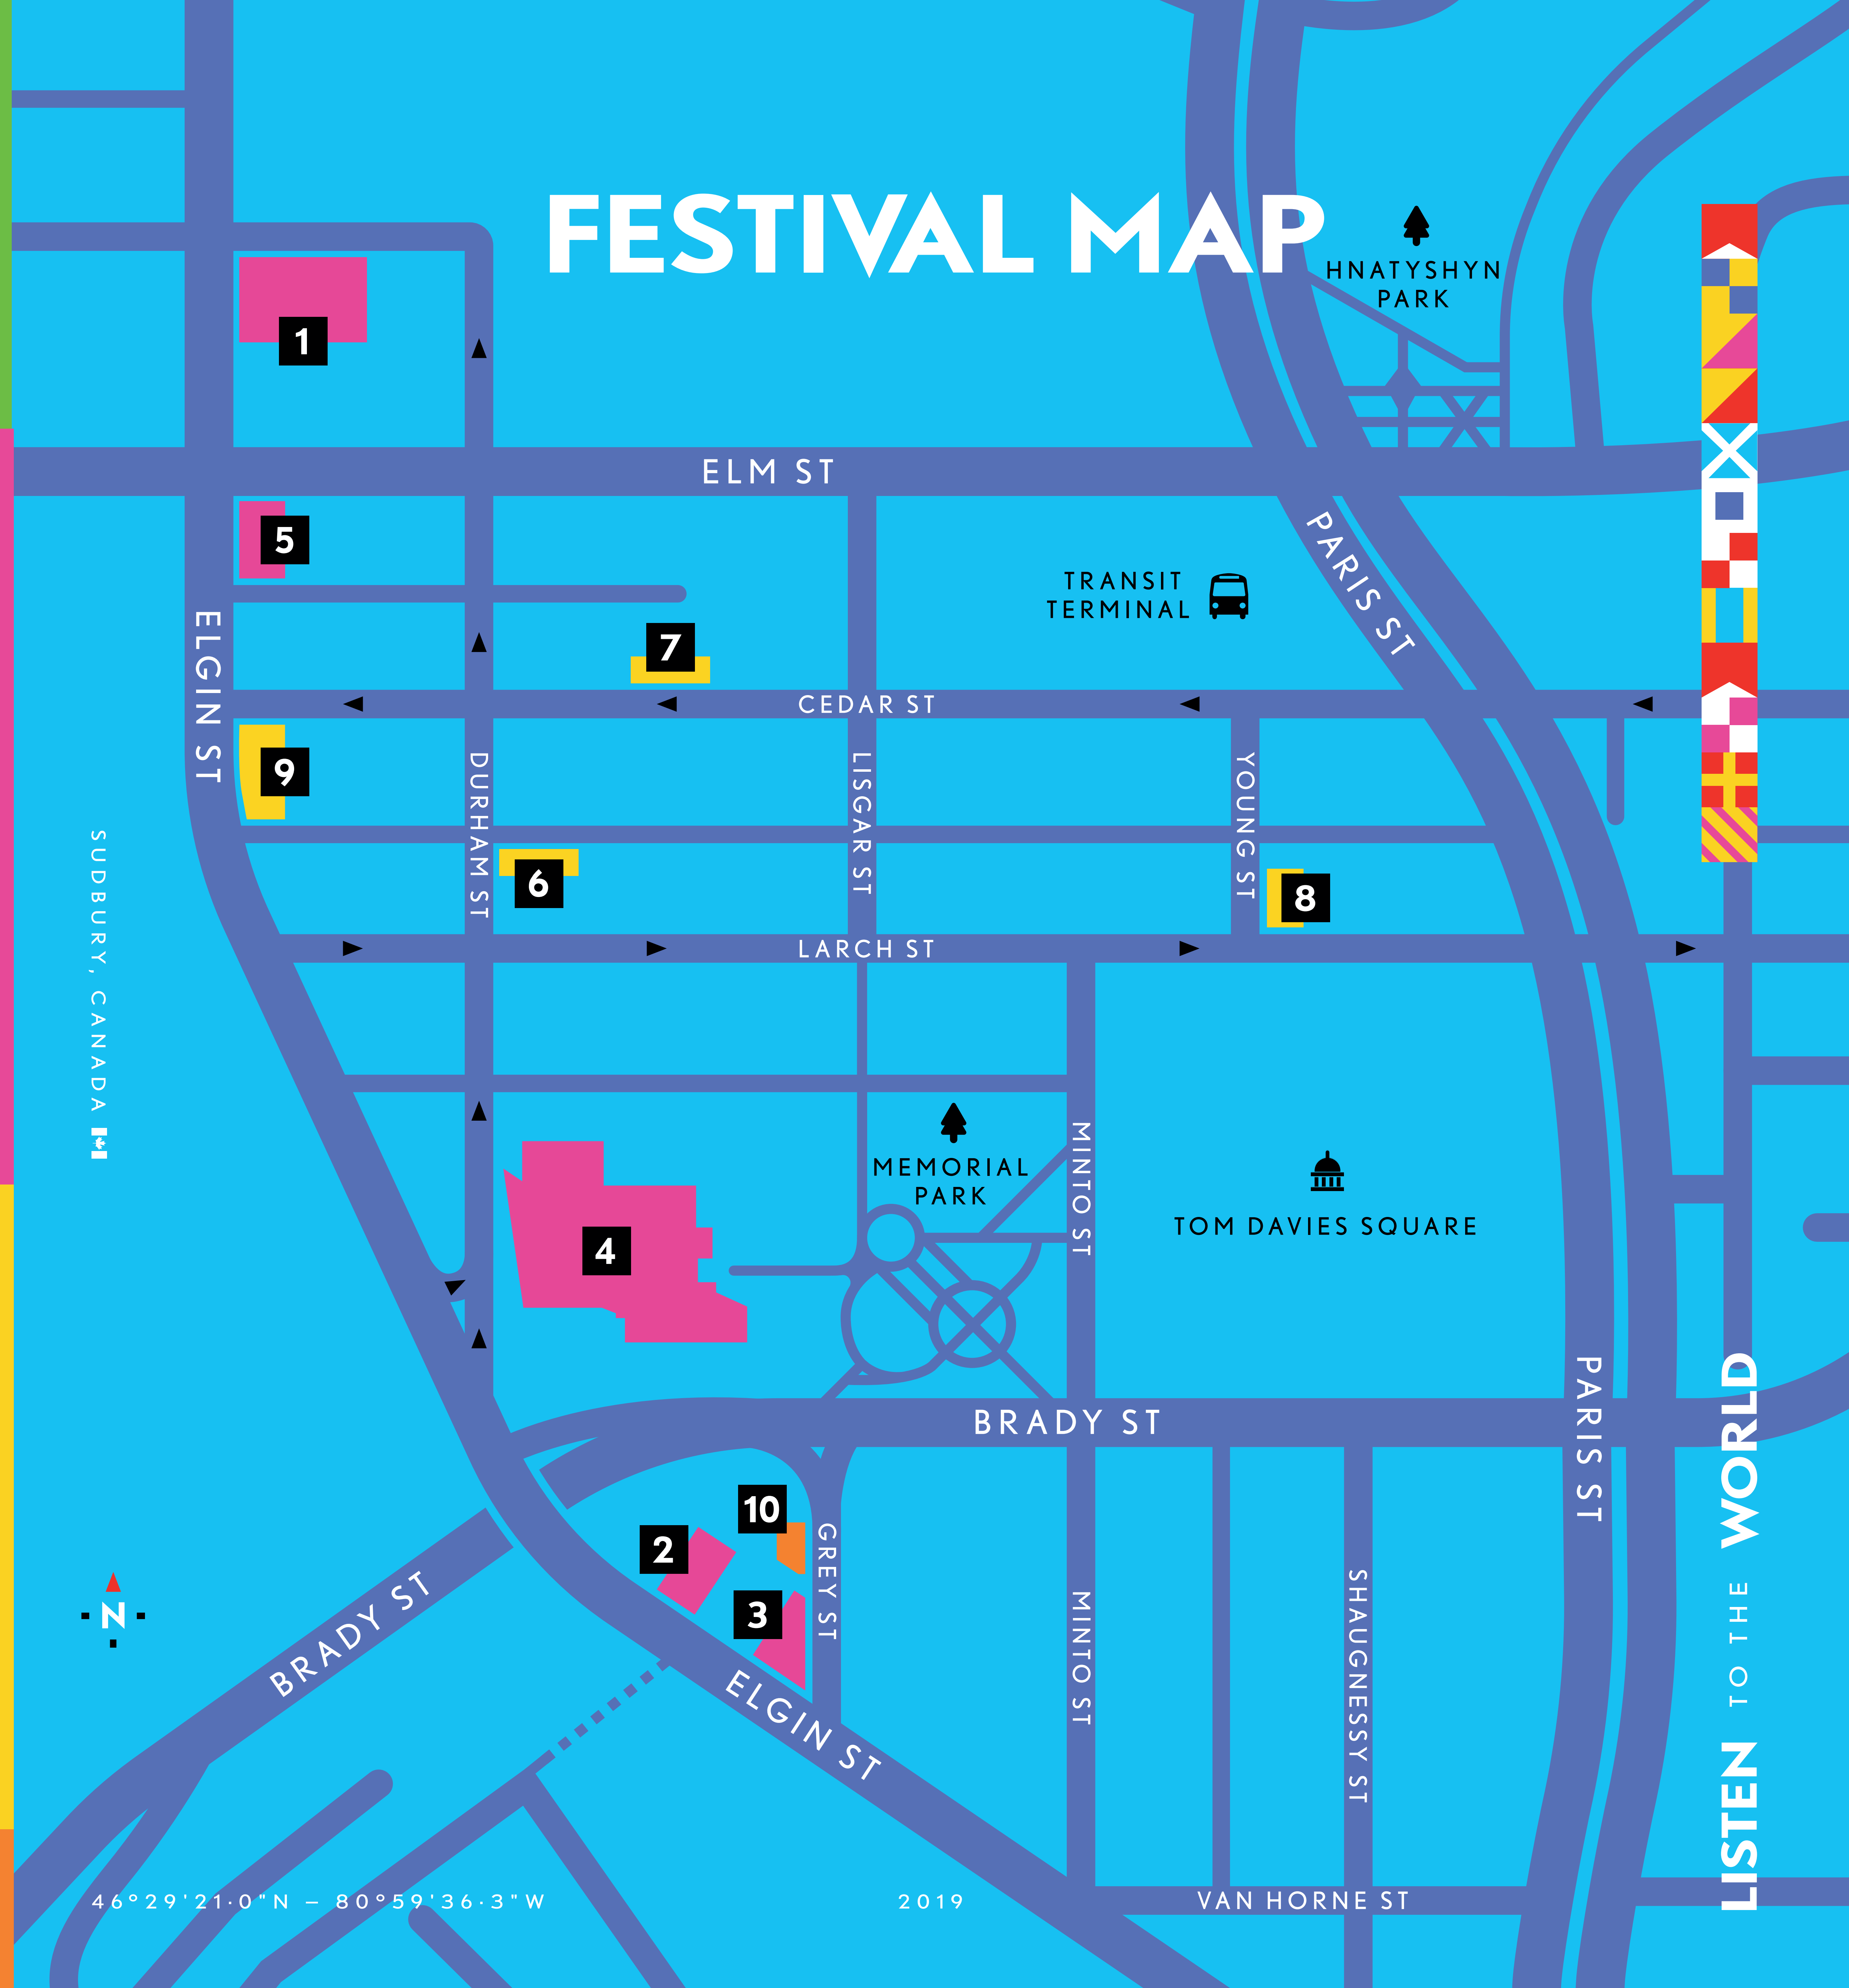 FESTIVAL MAP
HNATYSHYN
PARK
1
ELM ST
5
PARIS ST
TRANSIT
TERMINAL
ELGIN ST
7
CEDAR ST
9
DURHAM ST
LISGAR ST
YOUNG ST
6
8
LARCH ST
SUDBURY, CANADA
MEMORIAL
PARK
MINTO ST
4
TOM DAVIES SQUARE
BRADY ST
PARIS ST
10
2
3
GREY ST
N
BRADY ST
ELGIN ST
MINTO ST
SHAUGNESSY ST
LISTEN TO THE WORLD
46°29'21.0"N – 80°59'36.3"W
2019
VAN HORNE ST